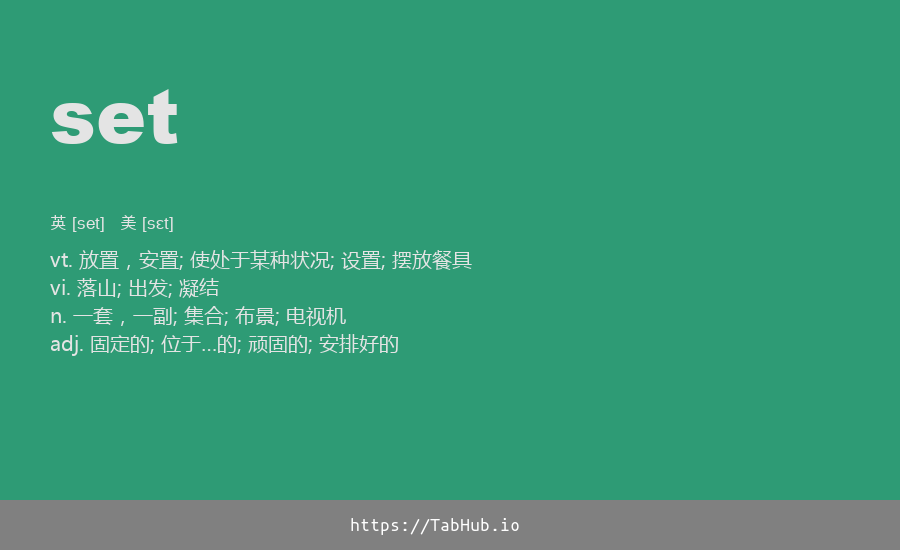 set
英 [set] 美 [sɛt]
vt. 放置，安置; 使处于某种状况; 设置; 摆放餐具
vi. 落山; 出发; 凝结
n. 一套，一副; 集合; 布景; 电视机
adj. 固定的; 位于…的; 顽固的; 安排好的
https://TabHub.io